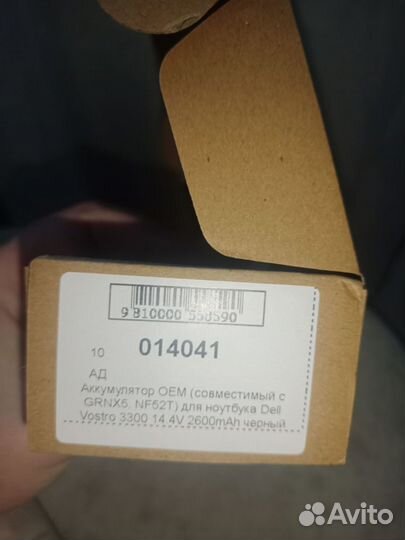 9 810000 558590
10 014041
АД
Аккумулятор OEM (совместимый с
GRNX5, NF52T) для ноутбука Dell
Vostro 3300 14.4V 2600mAh черный
Avito